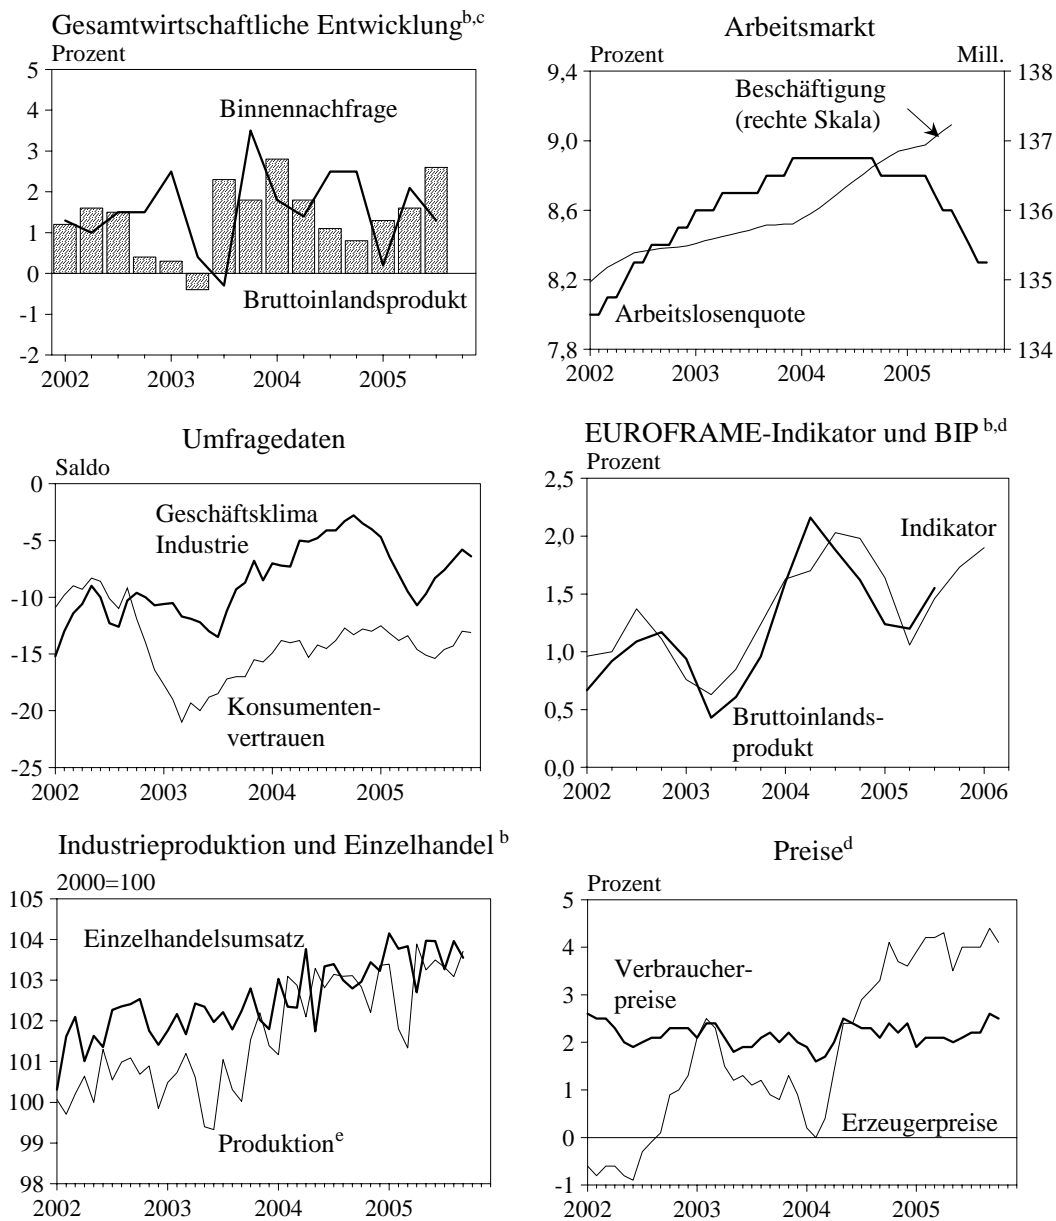 Gesamtwirtschaftliche Entwicklung b,c
Prozent
5
4
3
2
1
0
-1
-2
Binnennachfrage
Bruttoinlandsprodukt
2002 2003 2004 2005
Arbeitsmarkt
Prozent Mill.
9,4 138
9,0 137
8,6 136
8,2 135
7,8 134
Beschäftigung
(rechte Skala)
Arbeitslosenquote
2002 2003 2004 2005
Umfragedaten
Saldo
0
-5
-10
-15
-20
-25
Geschäftsklima
Industrie
Konsumenten-
vertrauen
2002 2003 2004 2005
EUROFRAME-Indikator und BIP b,d
Prozent
2,5
2,0
1,5
1,0
0,5
0,0
Indikator
Bruttoinlands-
produkt
2002 2003 2004 2005 2006
Industrieproduktion und Einzelhandel b
2000=100
105
104
103
102
101
100
99
98
Einzelhandelsumsatz
Produktion e
2002 2003 2004 2005
Preise d
Prozent
5
4
3
2
1
0
-1
Verbraucher-
preise
Erzeugerpreise
2002 2003 2004 2005